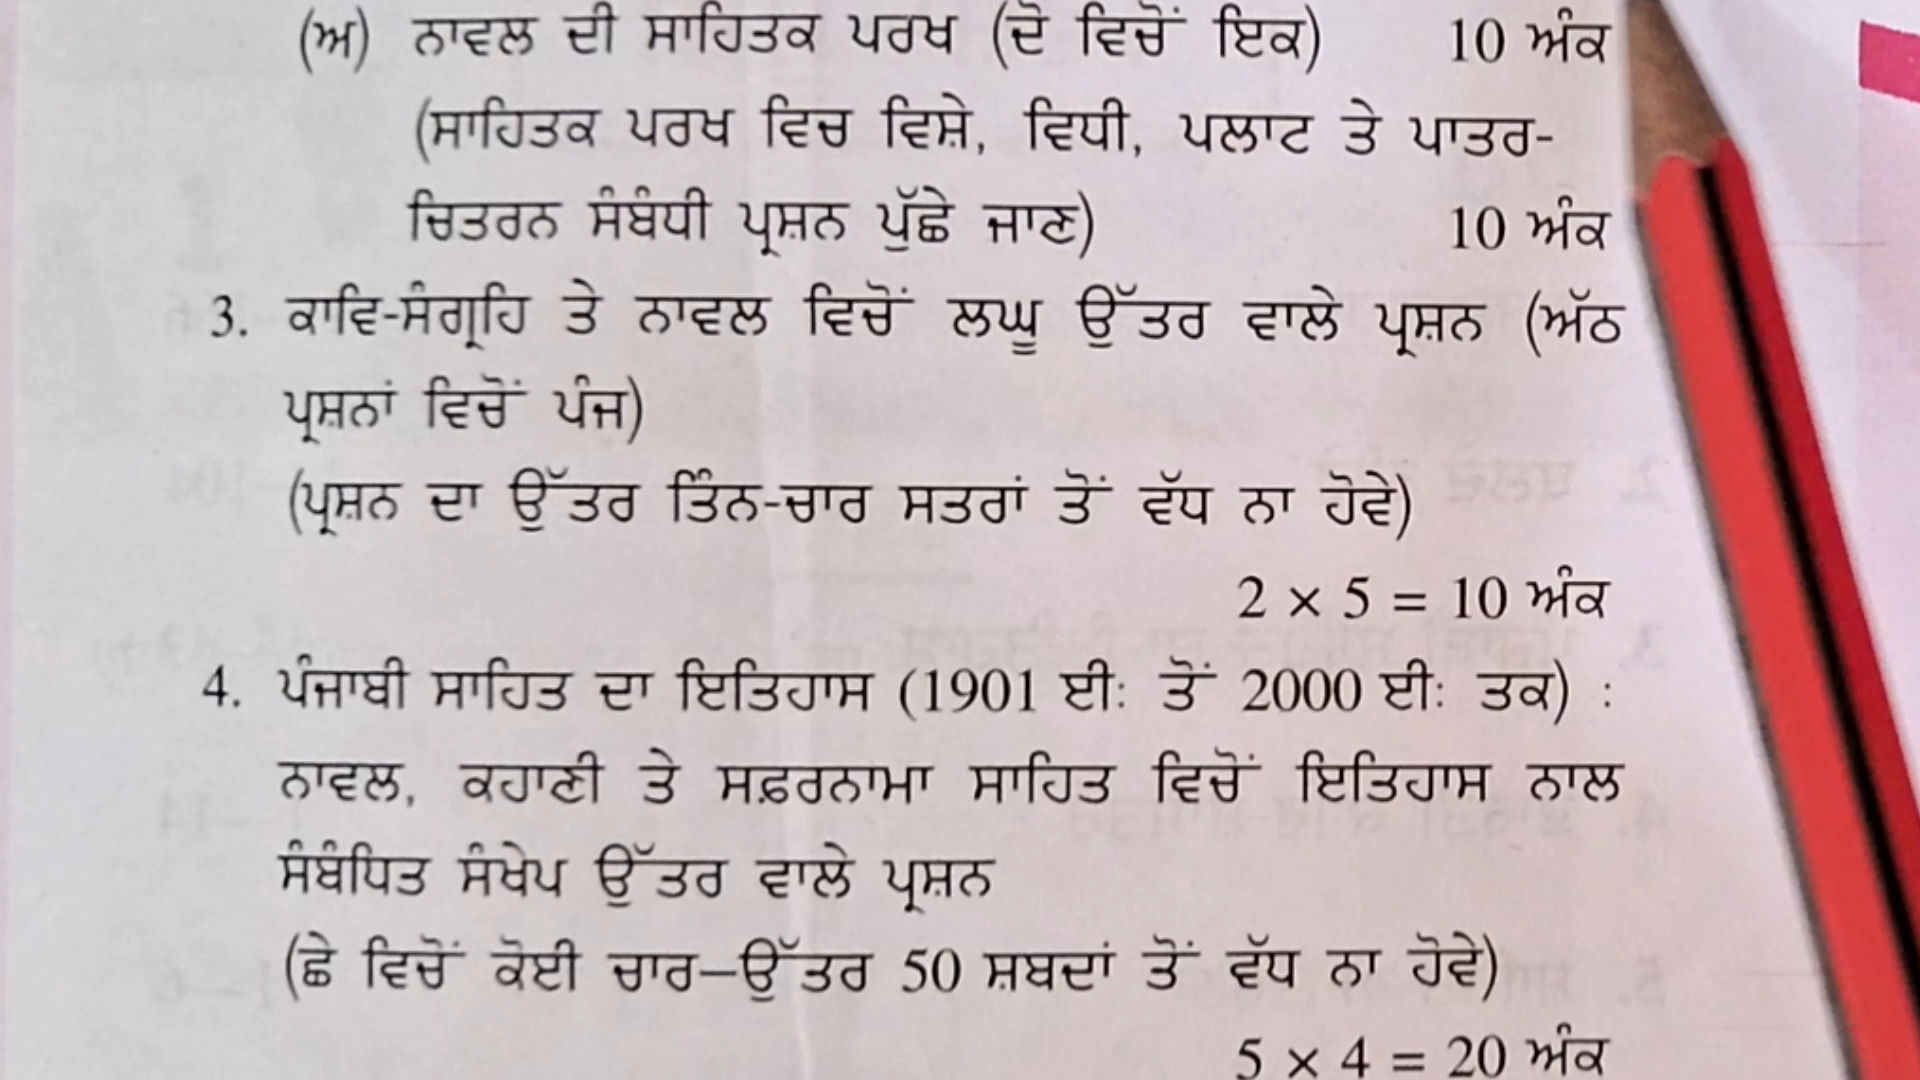 (ਅ) ਨਾਵਲ ਦੀ ਸਾਹਿਤਕ ਪਰਖ (ਦੋ ਵਿਚੋਂ ਇਕ) 10 ਅੰਕ
(ਸਾਹਿਤਕ ਪਰਖ ਵਿਚ ਵਿਸ਼ੇ, ਵਿਧੀ, ਪਲਾਟ ਤੇ ਪਾਤਰ-
ਚਿਤਰਨ ਸੰਬੰਧੀ ਪ੍ਰਸ਼ਨ ਪੁੱਛੇ ਜਾਣ) 10 ਅੰਕ
3. ਕਾਵਿ-ਸੰਗ੍ਰਹਿ ਤੇ ਨਾਵਲ ਵਿਚੋਂ ਲਘੂ ਉੱਤਰ ਵਾਲੇ ਪ੍ਰਸ਼ਨ (ਅੱਠ
ਪ੍ਰਸ਼ਨਾਂ ਵਿਚੋਂ ਪੰਜ)
(ਪ੍ਰਸ਼ਨ ਦਾ ਉੱਤਰ ਤਿੰਨ-ਚਾਰ ਸਤਰਾਂ ਤੋਂ ਵੱਧ ਨਾ ਹੋਵੇ)
2 × 5 = 10 ਅੰਕ
4. ਪੰਜਾਬੀ ਸਾਹਿਤ ਦਾ ਇਤਿਹਾਸ (1901 ਈ: ਤੋਂ 2000 ਈ: ਤਕ) :
ਨਾਵਲ, ਕਹਾਣੀ ਤੇ ਸਫ਼ਰਨਾਮਾ ਸਾਹਿਤ ਵਿਚੋਂ ਇਤਿਹਾਸ ਨਾਲ
ਸੰਬੰਧਿਤ ਸੰਖੇਪ ਉੱਤਰ ਵਾਲੇ ਪ੍ਰਸ਼ਨ
(ਛੇ ਵਿਚੋਂ ਕੋਈ ਚਾਰ–ਉੱਤਰ 50 ਸ਼ਬਦਾਂ ਤੋਂ ਵੱਧ ਨਾ ਹੋਵੇ)
5 × 4 = 20 ਅੰਕ